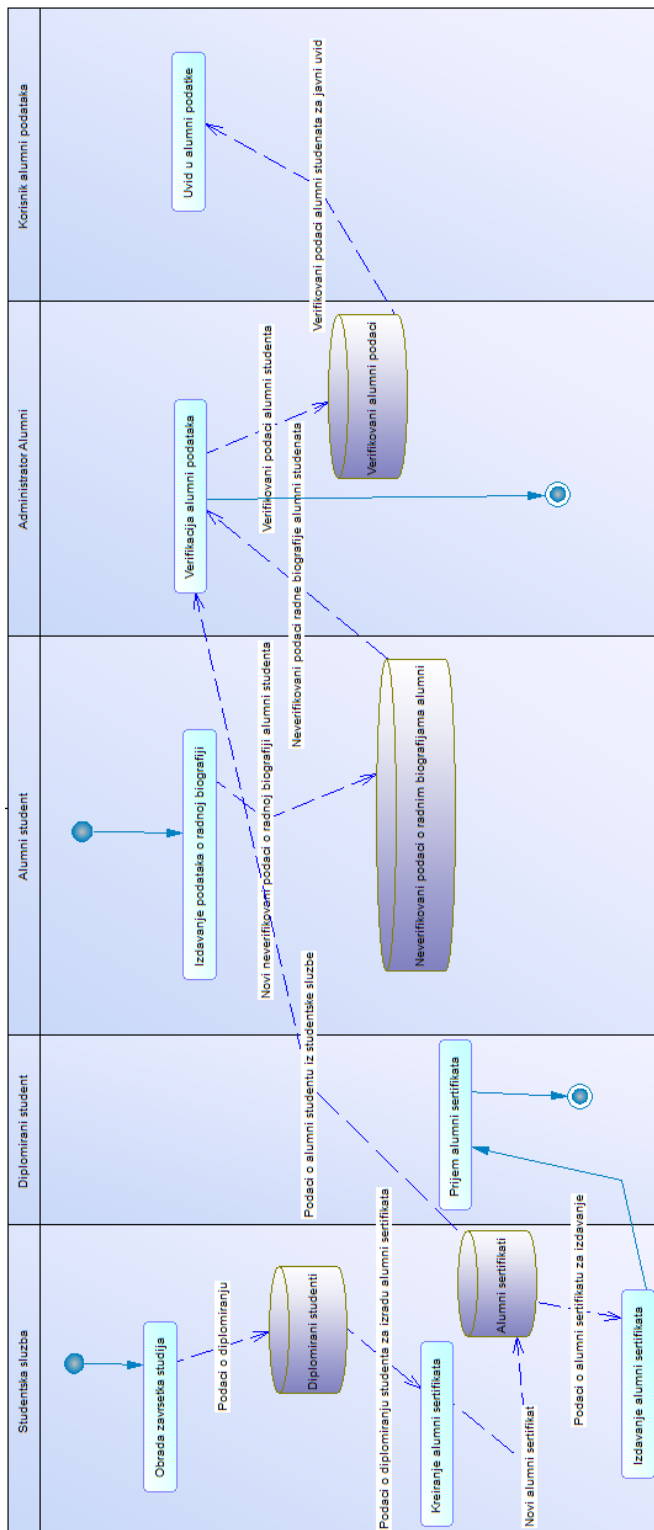 Studentska sluzba
Diplomirani student
Alumni student
Administrator Alumni
Korisnik alumni podataka
Obrada zavrsetka studija
Podaci o diplomiranju
Diplomirani studenti
Podaci o diplomiranju studenta za izradu alumni sertifikata
Kreiranje alumni sertifikata
Novi alumni sertifikat
Alumni sertifikati
Podaci o alumni sertifikatu za izdavanje
Izdavanje alumni sertifikata
Prijem alumni sertifikata
Podaci o alumni studentu iz studentske sluzbe
Izdavanje podataka o radnoj biografiji
Novi neverifikovani podaci o radnoj biografiji alumni studenta
Neverifikovani podaci o radnim biografijama alumni
Neverifikovani podaci radne biografije alumni studenata
Verifikacija alumni podataka
Verifikovani podaci alumni studenta
Verifikovani alumni podaci
Verifikovani podaci alumni studenata za javni uvid
Uvid u alumni podatke